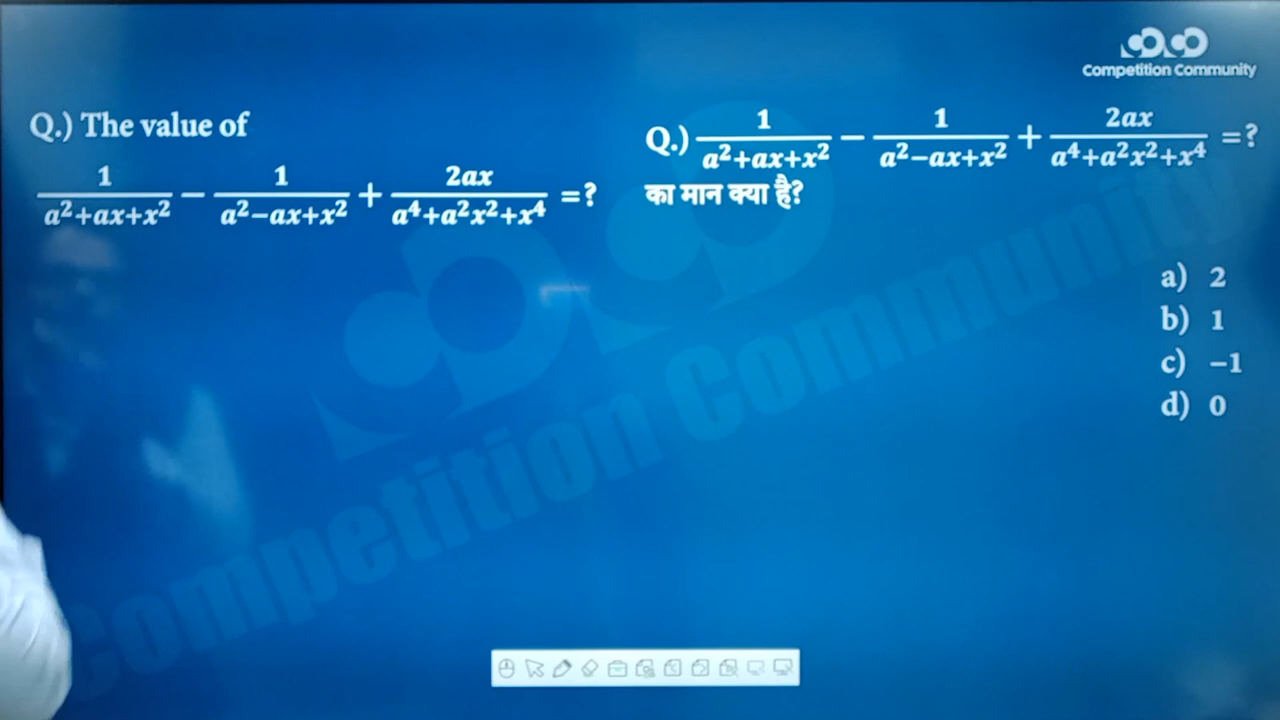 Competition Community
Q.) The value of
1/(a²+ax+x²) − 1/(a²−ax+x²) + 2ax/(a⁴+a²x²+x⁴) =?
Q.) 1/(a²+ax+x²) − 1/(a²−ax+x²) + 2ax/(a⁴+a²x²+x⁴) =?
का मान क्या है?
a) 2
b) 1
c) −1
d) 0
Competition Community